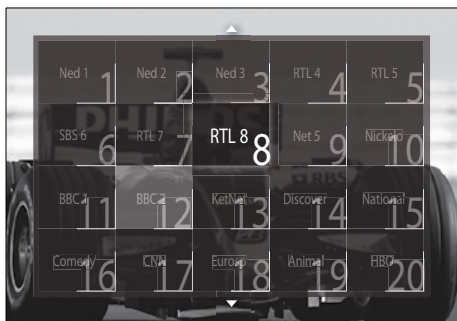 Ned 1 1 Ned 2 2 Ned 3 3 RTL 4 4 RTL 5 5
PHILIPS
SBS 6 6 RTL 7 7 RTL 8 8 Net 5 9 10
RBS
BBC 1 11 BBC 2 12 KetNet 13 Discover 14 National 15
Comedy 16 CNN 17 18 Animal 19 HBO 20